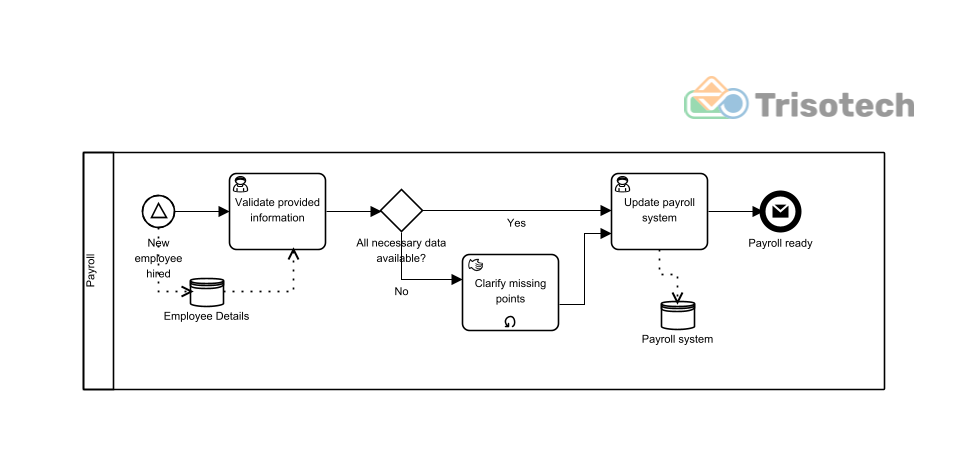 Trisotech
Payroll
New
employee
hired
Validate provided
information
Employee Details
All necessary data
available?
Yes
No
Clarify missing
points
Update payroll
system
Payroll system
Payroll ready